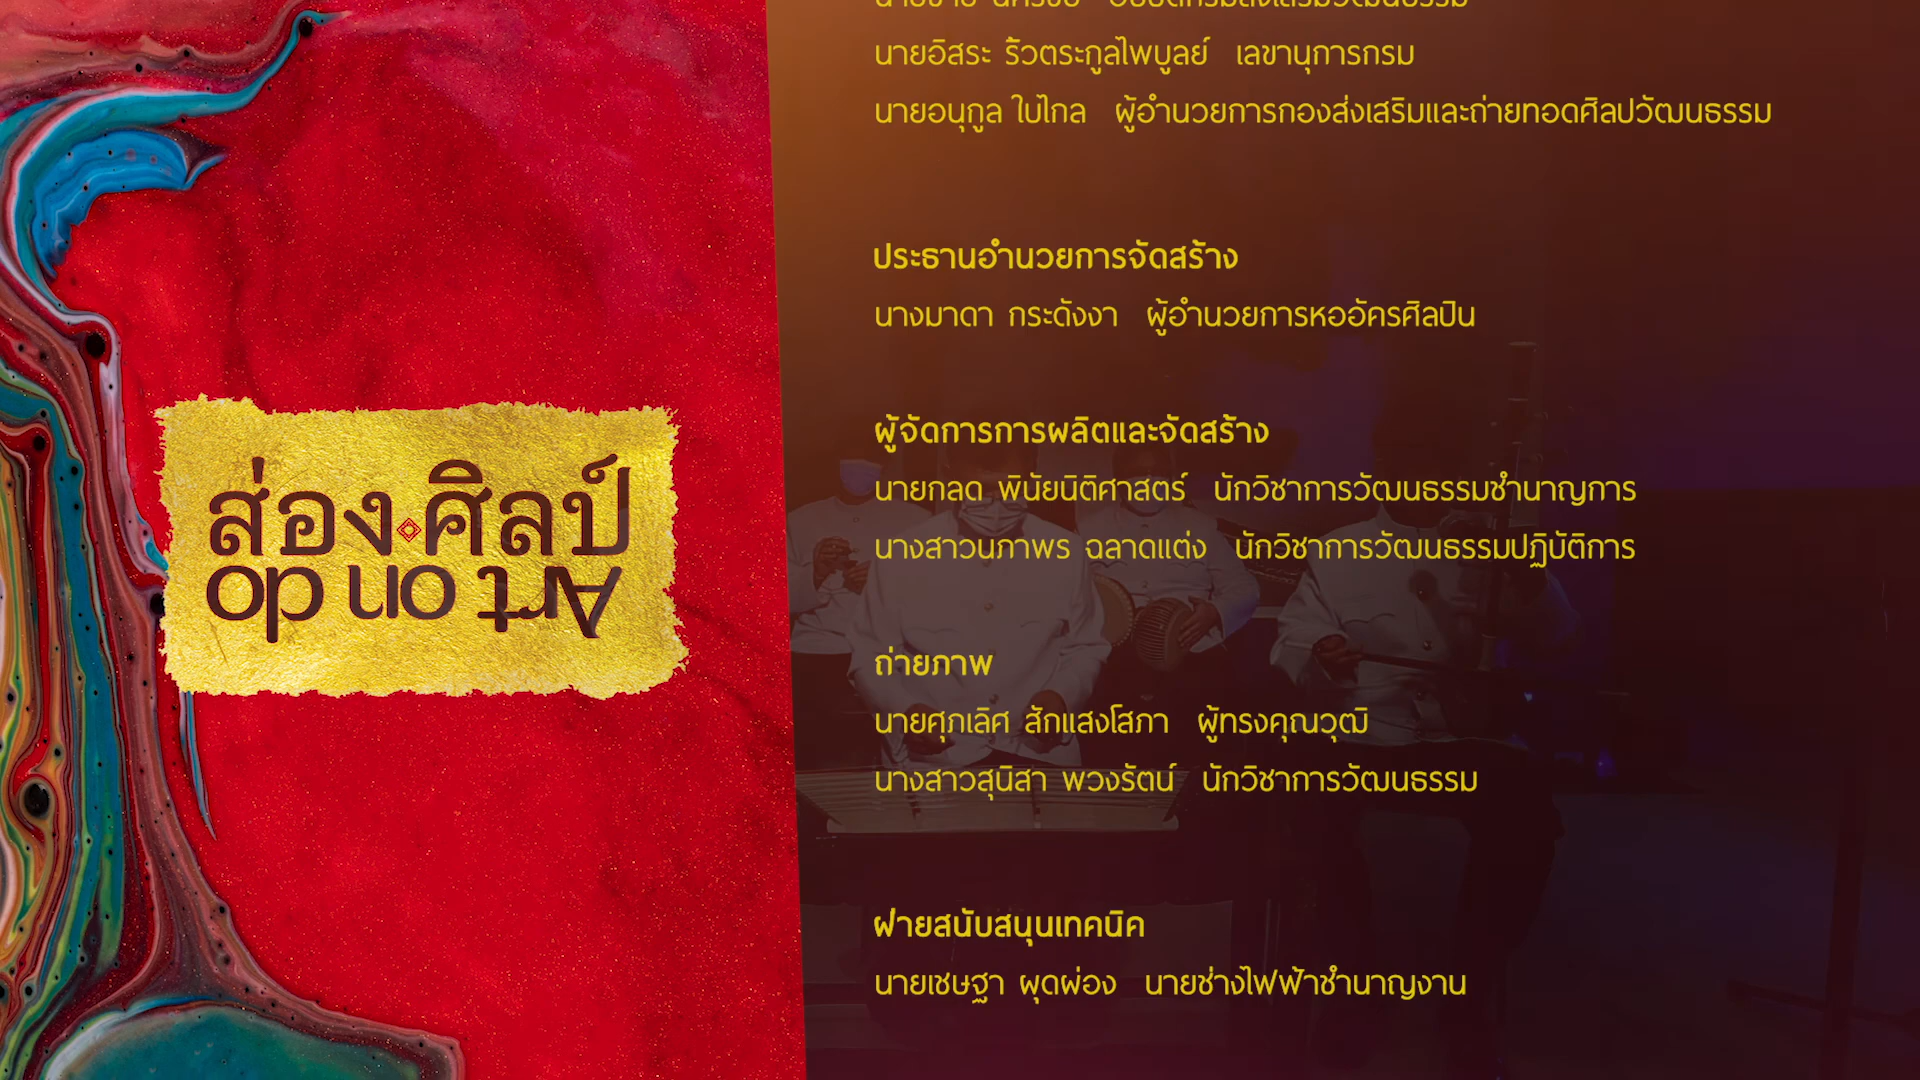 ส่อง ศิลป์
Art on do
นายอิสระ ริ้วตระกูลไพบูลย์ เลขานุการกรม
นายอนุกูล ใบไกล ผู้อำนวยการกองส่งเสริมและถ่ายทอดศิลปวัฒนธรรม
ประธานอำนวยการจัดสร้าง
นางมาดา กระดังงา ผู้อำนวยการหออัครศิลปิน
ผู้จัดการการผลิตและจัดสร้าง
นายกลด พินัยนิติศาสตร์ นักวิชาการวัฒนธรรมชำนาญการ
นางสาวนภาพร ฉลาดแต่ง นักวิชาการวัฒนธรรมปฏิบัติการ
ถ่ายภาพ
นายศุภเลิศ สักแสงโสภา ผู้ทรงคุณวุฒิ
นางสาวสุนิสา พวงรัตน์ นักวิชาการวัฒนธรรม
ฝ่ายสนับสนุนเทคนิค
นายเชษฐา ผุดผ่อง นายช่างไฟฟ้าชำนาญงาน